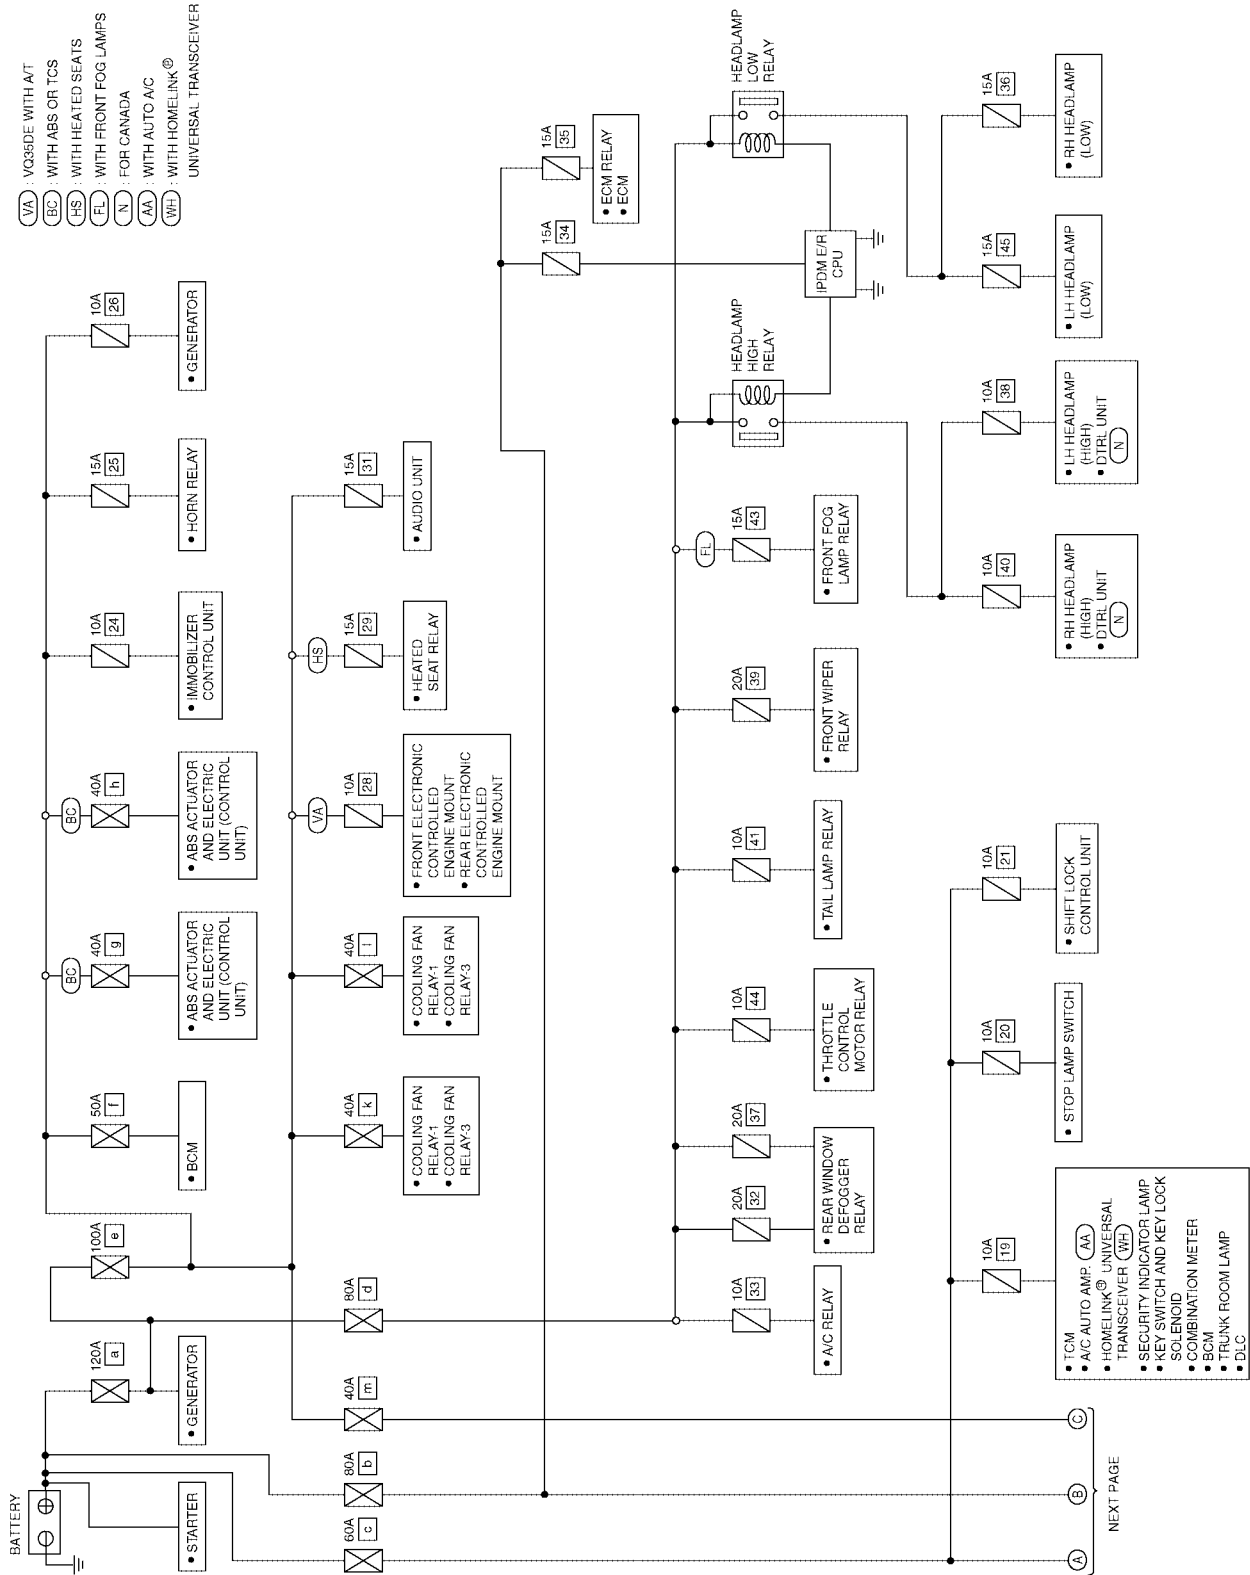 BATTERY
VA : VQ35DE WITH A/T
BC : WITH ABS OR TCS
HS : WITH HEATED SEATS
FL : WITH FRONT FOG LAMPS
N : FOR CANADA
AA : WITH AUTO A/C
WH : WITH HOMELINK®
UNIVERSAL TRANSCEIVER
120A
a
100A
e
50A
f
BC
40A
g
BC
40A
h
10A
24
15A
25
10A
26
• STARTER
• GENERATOR
• BCM
• ABS ACTUATOR
AND ELECTRIC
UNIT (CONTROL
UNIT)
• ABS ACTUATOR
AND ELECTRIC
UNIT (CONTROL
UNIT)
• IMMOBILIZER
CONTROL UNIT
• HORN RELAY
• GENERATOR
60A
c
80A
b
40A
m
80A
d
40A
k
40A
l
VA
10A
28
HS
15A
29
15A
31
• COOLING FAN
RELAY-1
• COOLING FAN
RELAY-3
• COOLING FAN
RELAY-1
• COOLING FAN
RELAY-3
• FRONT ELECTRONIC
CONTROLLED
ENGINE MOUNT
• REAR ELECTRONIC
CONTROLLED
ENGINE MOUNT
• HEATED
SEAT RELAY
• AUDIO UNIT
15A
34
15A
35
• ECM RELAY
• ECM
10A
33
20A
32
20A
37
10A
44
10A
41
20A
39
FL
15A
43
HEADLAMP
HIGH
RELAY
HEADLAMP
LOW
RELAY
IPDM E/R
CPU
• A/C RELAY
• REAR WINDOW
DEFOGGER
RELAY
• THROTTLE
CONTROL
MOTOR RELAY
• TAIL LAMP RELAY
• FRONT WIPER
RELAY
• FRONT FOG
LAMP RELAY
10A
19
10A
20
10A
21
10A
40
10A
38
15A
45
15A
36
A
B
C
NEXT PAGE
• TCM
• A/C AUTO AMP. AA
• HOMELINK® UNIVERSAL
TRANSCEIVER WH
• SECURITY INDICATOR LAMP
• KEY SWITCH AND KEY LOCK
SOLENOID
• COMBINATION METER
• BCM
• TRUNK ROOM LAMP
• DLC
• STOP LAMP SWITCH
• SHIFT LOCK
CONTROL UNIT
• RH HEADLAMP
(HIGH)
• DTRL UNIT
N
• LH HEADLAMP
(HIGH)
• DTRL UNIT
N
• LH HEADLAMP
(LOW)
• RH HEADLAMP
(LOW)